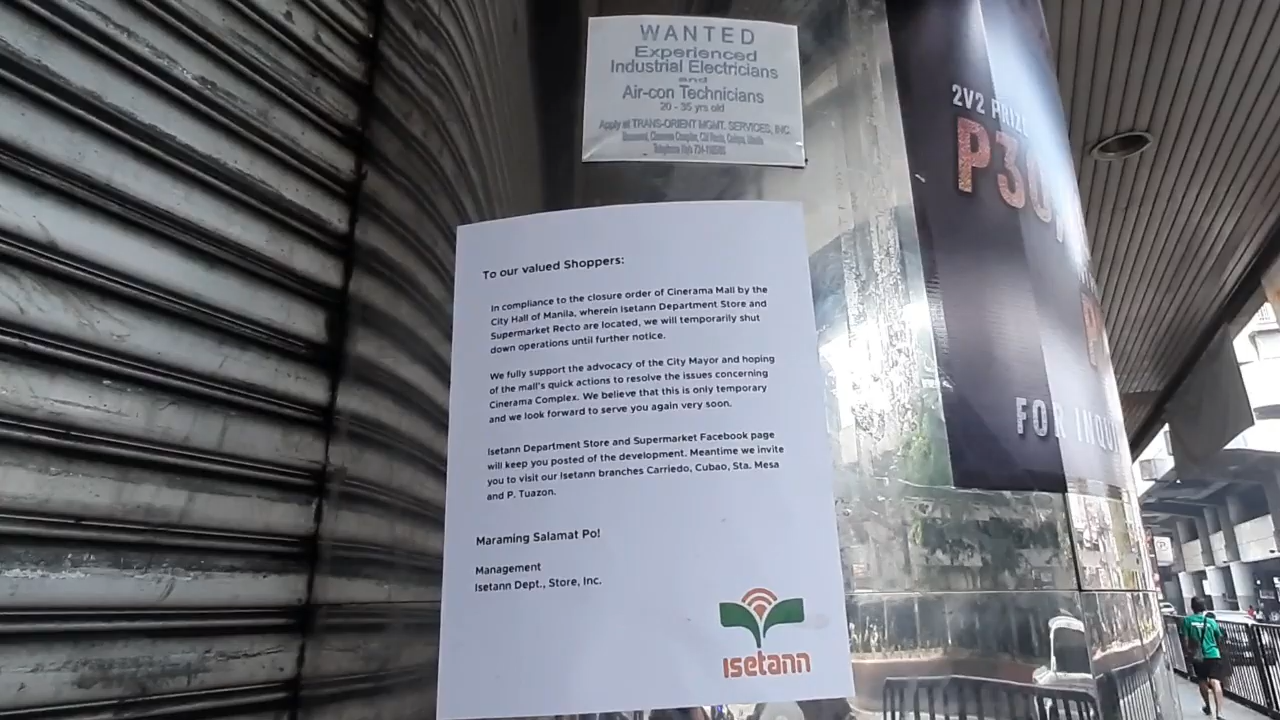 WANTED
Experienced
Industrial Electricians
and
Air-con Technicians
20 - 35 yrs old
Apply at TRANS-ORIENT MGMT. SERVICES, INC.
2V2 PRIZE
P30
FOR INQU
To our valued Shoppers:
In compliance to the closure order of Cinerama Mall by the
City Hall of Manila, wherein Isetann Department Store and
Supermarket Recto are located, we will temporarily shut
down operations until further notice.
We fully support the advocacy of the City Mayor and hoping
of the mall's quick actions to resolve the issues concerning
Cinerama Complex. We believe that this is only temporary
and we look forward to serve you again very soon.
Isetann Department Store and Supermarket Facebook page
will keep you posted of the development. Meantime we invite
you to visit our Isetann branches Carriedo, Cubao, Sta. Mesa
and P. Tuazon.
Maraming Salamat Po!
Management
Isetann Dept., Store, Inc.
Isetann